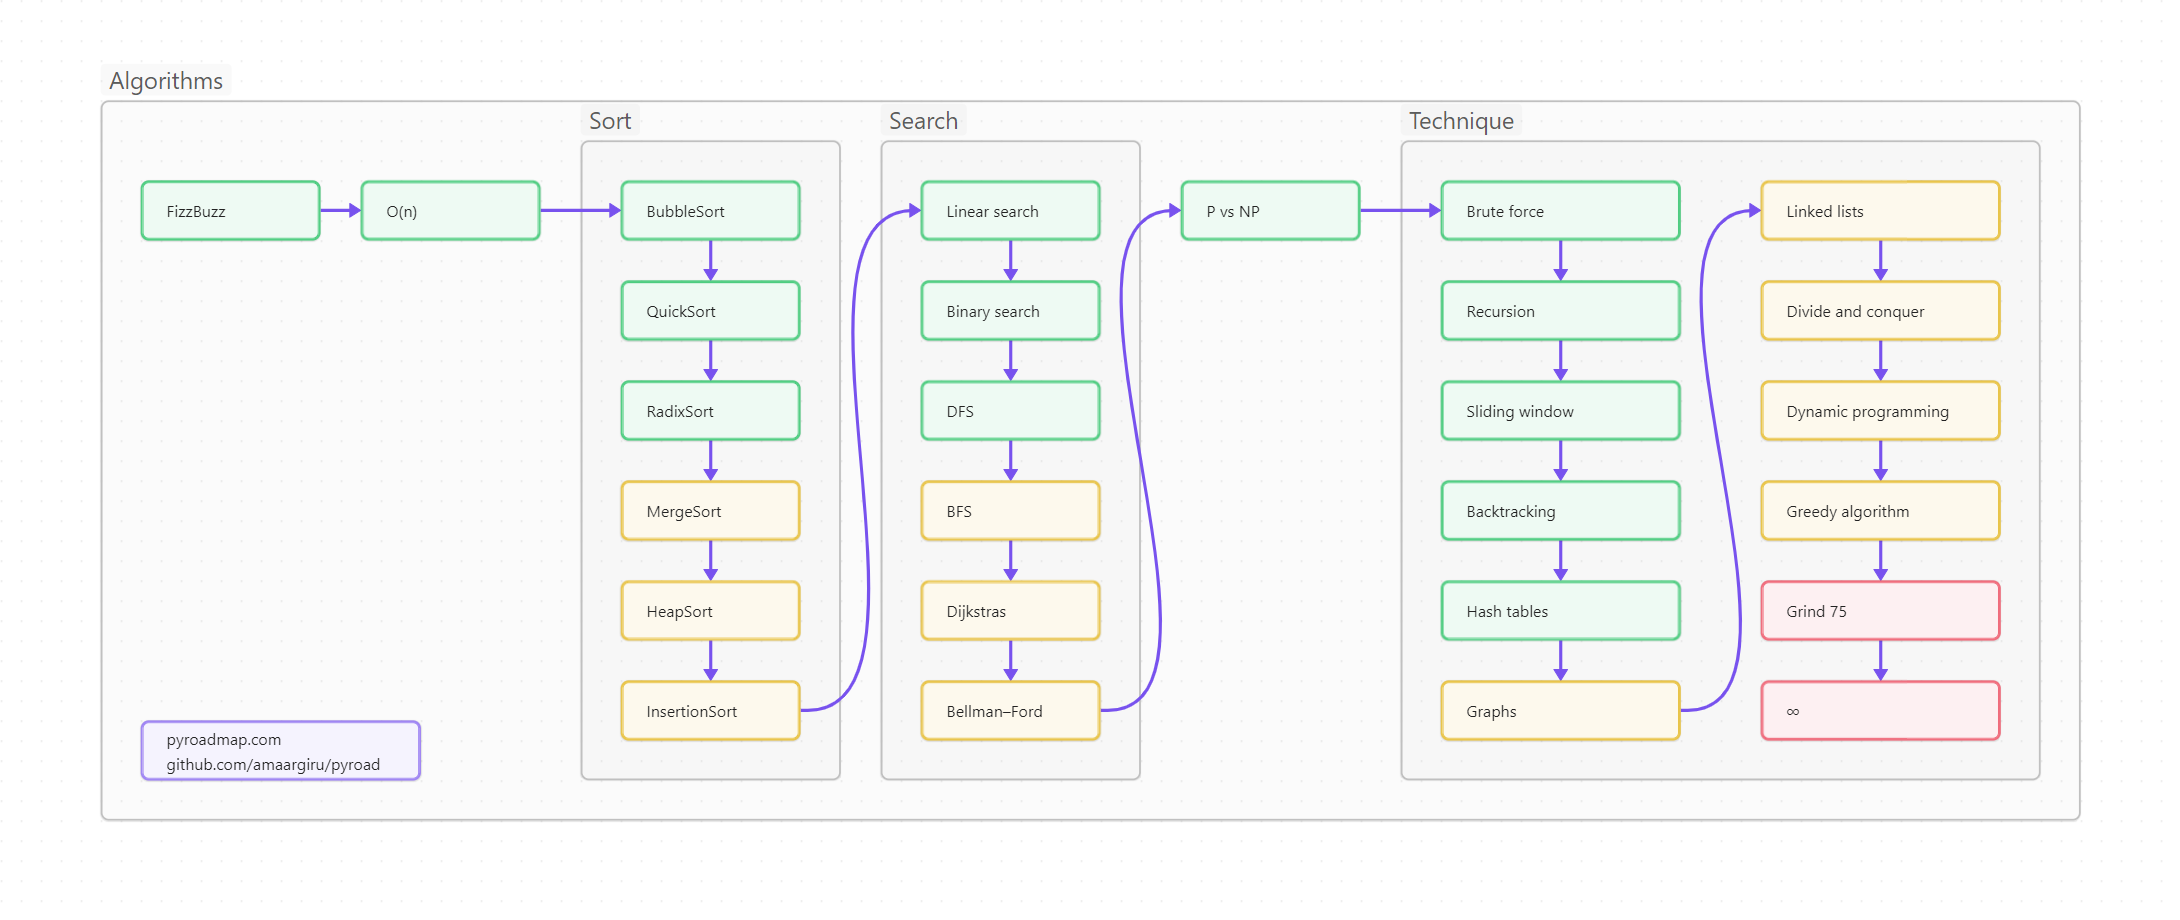 Algorithms
FizzBuzz
O(n)
Sort
BubbleSort
QuickSort
RadixSort
MergeSort
HeapSort
InsertionSort
Search
Linear search
Binary search
DFS
BFS
Dijkstras
Bellman–Ford
P vs NP
Technique
Brute force
Recursion
Sliding window
Backtracking
Hash tables
Graphs
Linked lists
Divide and conquer
Dynamic programming
Greedy algorithm
Grind 75
∞
pyroadmap.com
github.com/amaargiru/pyroad